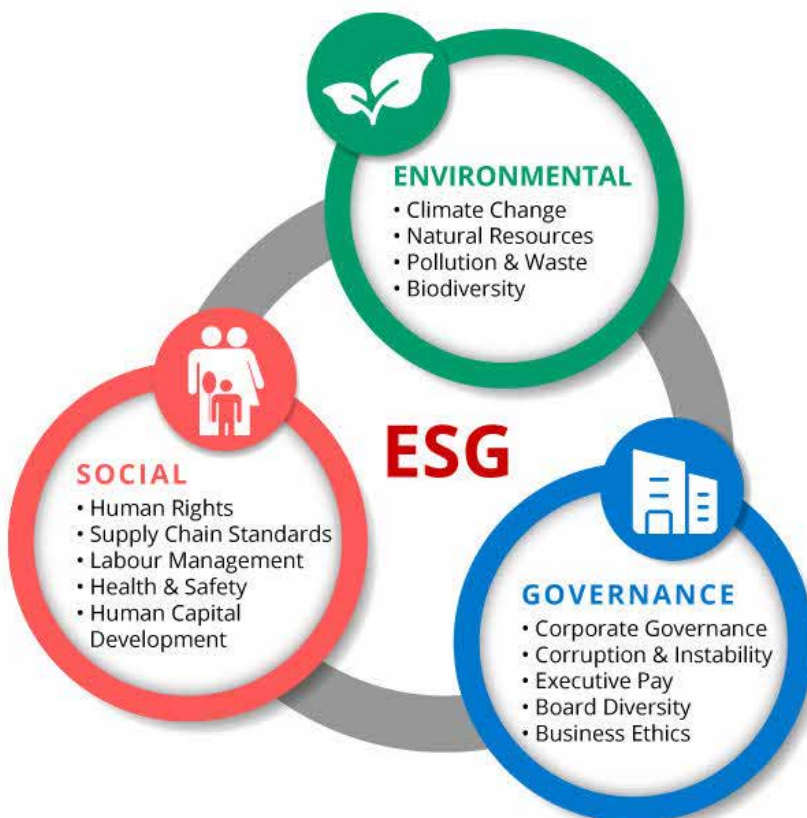 ENVIRONMENTAL
• Climate Change
• Natural Resources
• Pollution & Waste
• Biodiversity
ESG
SOCIAL
• Human Rights
• Supply Chain Standards
• Labour Management
• Health & Safety
• Human Capital
Development
GOVERNANCE
• Corporate Governance
• Corruption & Instability
• Executive Pay
• Board Diversity
• Business Ethics